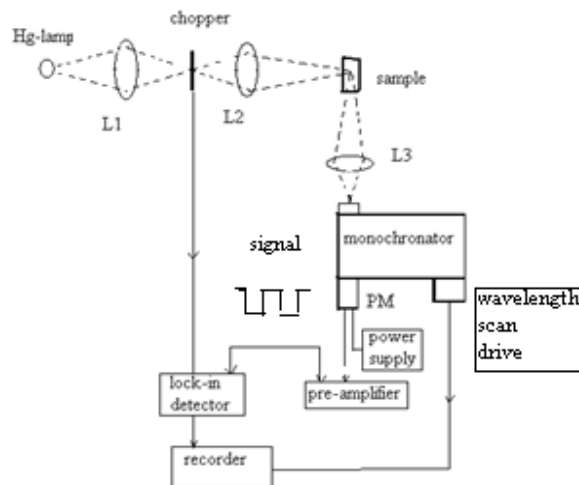 chopper
Hg-lamp
sample
L1
L2
L3
signal
monochronator
PM
wavelength
scan
drive
power
supply
lock-in
detector
pre-amplifier
recorder